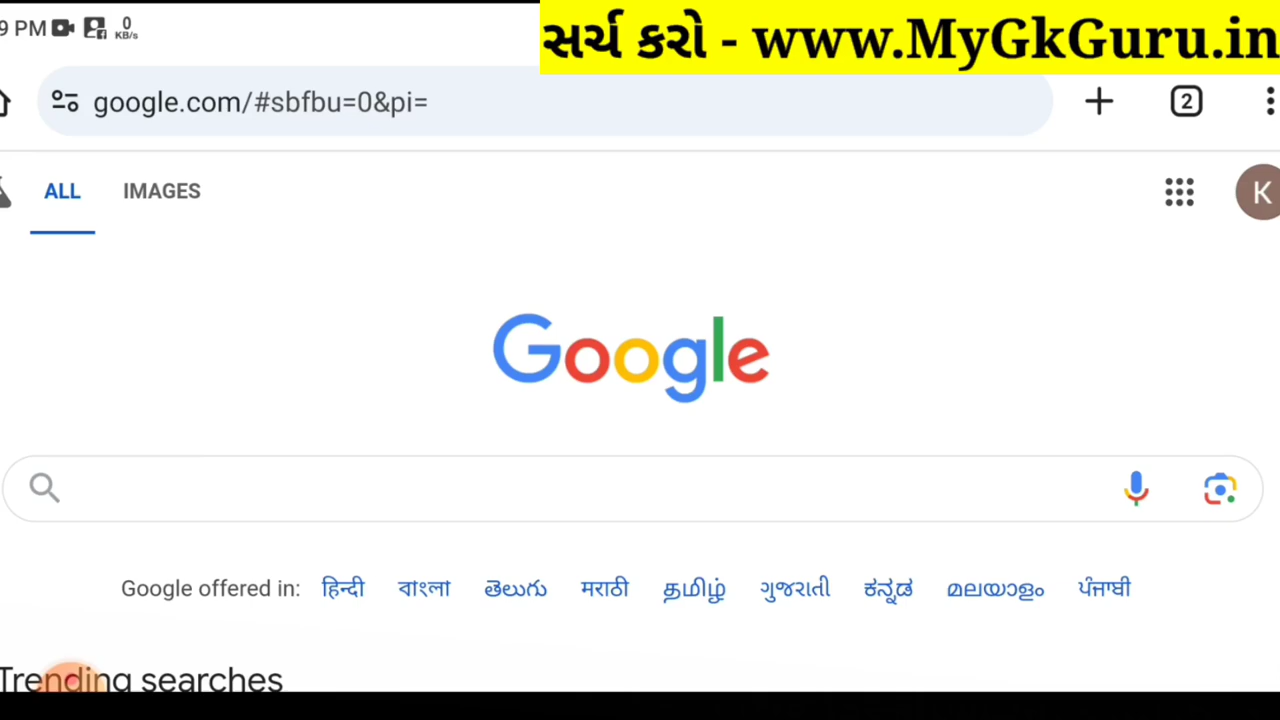 9 PM 0 KB/s
સર્ચ કરો - www.MyGkGuru.in
google.com/#sbfbu=0&pi=
2
ALL IMAGES
K
Google
Google offered in: हिन्दी বাংলা తెలుగు मराठी தமிழ் ગુજરાતી ಕನ್ನಡ മലയാളം ਪੰਜਾਬੀ
Trending searches